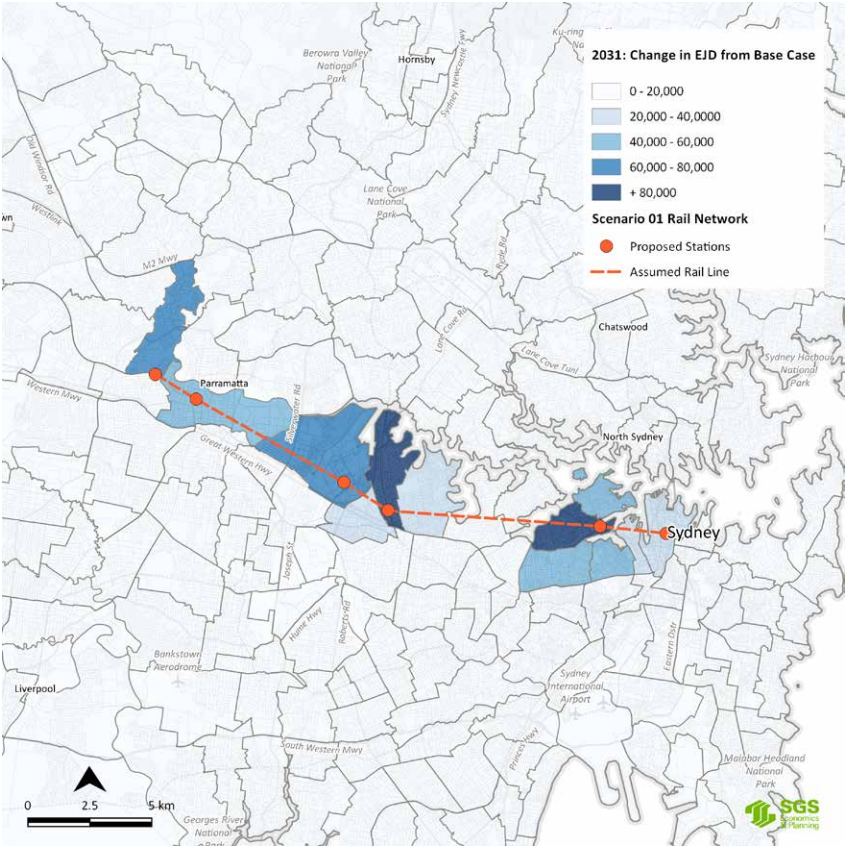 2031: Change in EJD from Base Case
0 - 20,000
20,000 - 40,0000
40,000 - 60,000
60,000 - 80,000
+ 80,000
Scenario 01 Rail Network
Proposed Stations
Assumed Rail Line
Berowra Valley
National
Park
Hornsby
Sydney Newcastle Fwy
Ku-ring
Old Windsor Rd
Westlink
wn
Lane Cove
National
Park
Ryde Rd
M2 Mwy
Lane Cove Rd
Chatswood
Lane Cove Tunl
Sydney Harbour
National
Park
Western Mwy
Parramatta
Silverwater Rd
North Sydney
Great Western Hwy
Sydney
Joseph St
Hume Hwy
Roberts Rd
Eastern Dstr
Bankstown
Aerodrome
Sydney
International
Airport
Liverpool
South Western Mwy
Princes Hwy
Malabar Headland
National
Park
Georges River
National
Park
0 2.5 5 km
SGS
Economics
& Planning